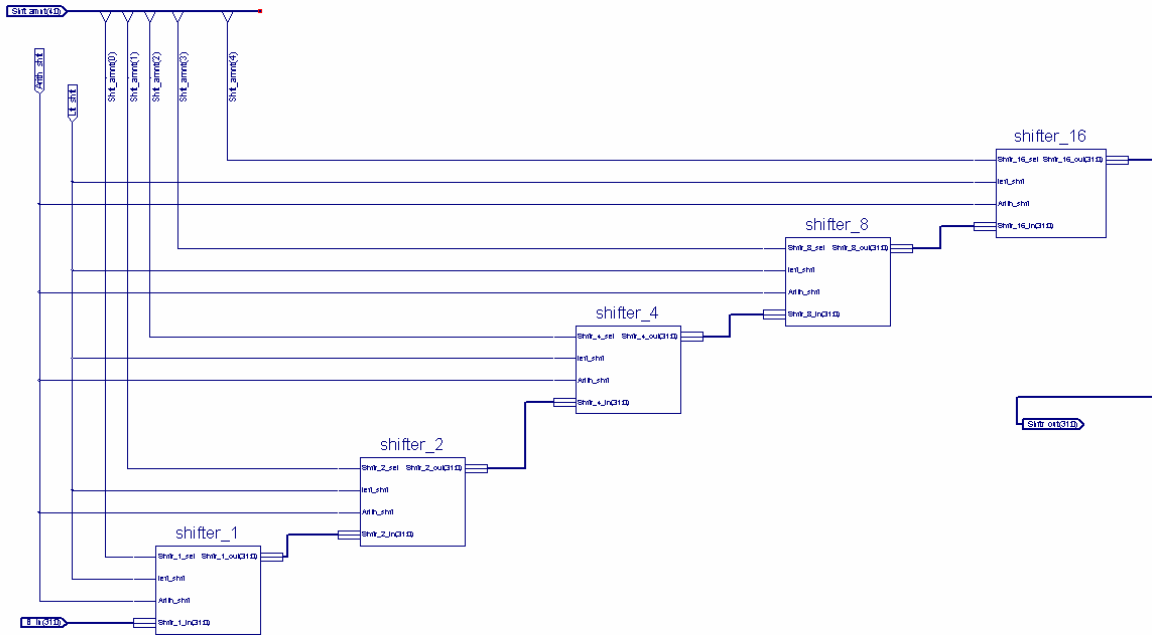 Shft_amnt(4:0)
Arith_shft
Lft_shft
Shft_amnt(0)
Shft_amnt(1)
Shft_amnt(2)
Shft_amnt(3)
Shft_amnt(4)
shifter_16
Shftr_16_sel Shftr_16_out(31:0)
left_shft
Arith_shft
Shftr_16_in(31:0)
shifter_8
Shftr_8_sel Shftr_8_out(31:0)
left_shft
Arith_shft
Shftr_8_in(31:0)
shifter_4
Shftr_4_sel Shftr_4_out(31:0)
left_shft
Arith_shft
Shftr_4_in(31:0)
Shftr_out(31:0)
shifter_2
Shftr_2_sel Shftr_2_out(31:0)
left_shft
Arith_shft
Shftr_2_in(31:0)
shifter_1
Shftr_1_sel Shftr_1_out(31:0)
left_shft
Arith_shft
Shftr_1_in(31:0)
B_in(31:0)